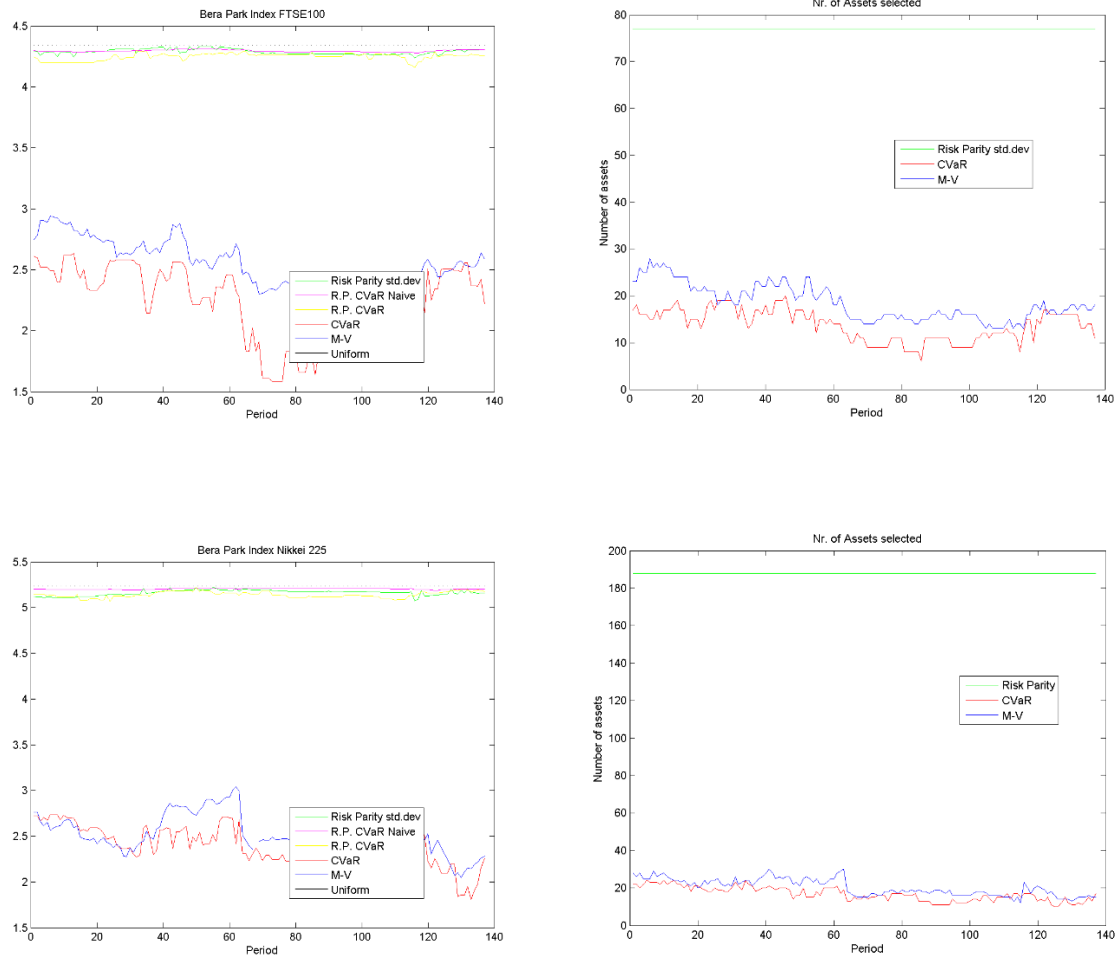 Bera Park Index FTSE100
4.5
4
3.5
3
2.5
2
1.5
0 20 40 60 80 100 120 140
Period
Risk Parity std.dev
R.P. CVaR Naive
R.P. CVaR
CVaR
M-V
Uniform
Nr. of Assets selected
80
70
60
50
40
30
20
10
0
Number of assets
0 20 40 60 80 100 120 140
Period
Risk Parity std.dev
CVaR
M-V
Bera Park Index Nikkei 225
5.5
5
4.5
4
3.5
3
2.5
2
1.5
0 20 40 60 80 100 120 140
Period
Risk Parity std.dev
R.P. CVaR Naive
R.P. CVaR
CVaR
M-V
Uniform
Nr. of Assets selected
200
180
160
140
120
100
80
60
40
20
0
Number of assets
0 20 40 60 80 100 120 140
Period
Risk Parity
CVaR
M-V